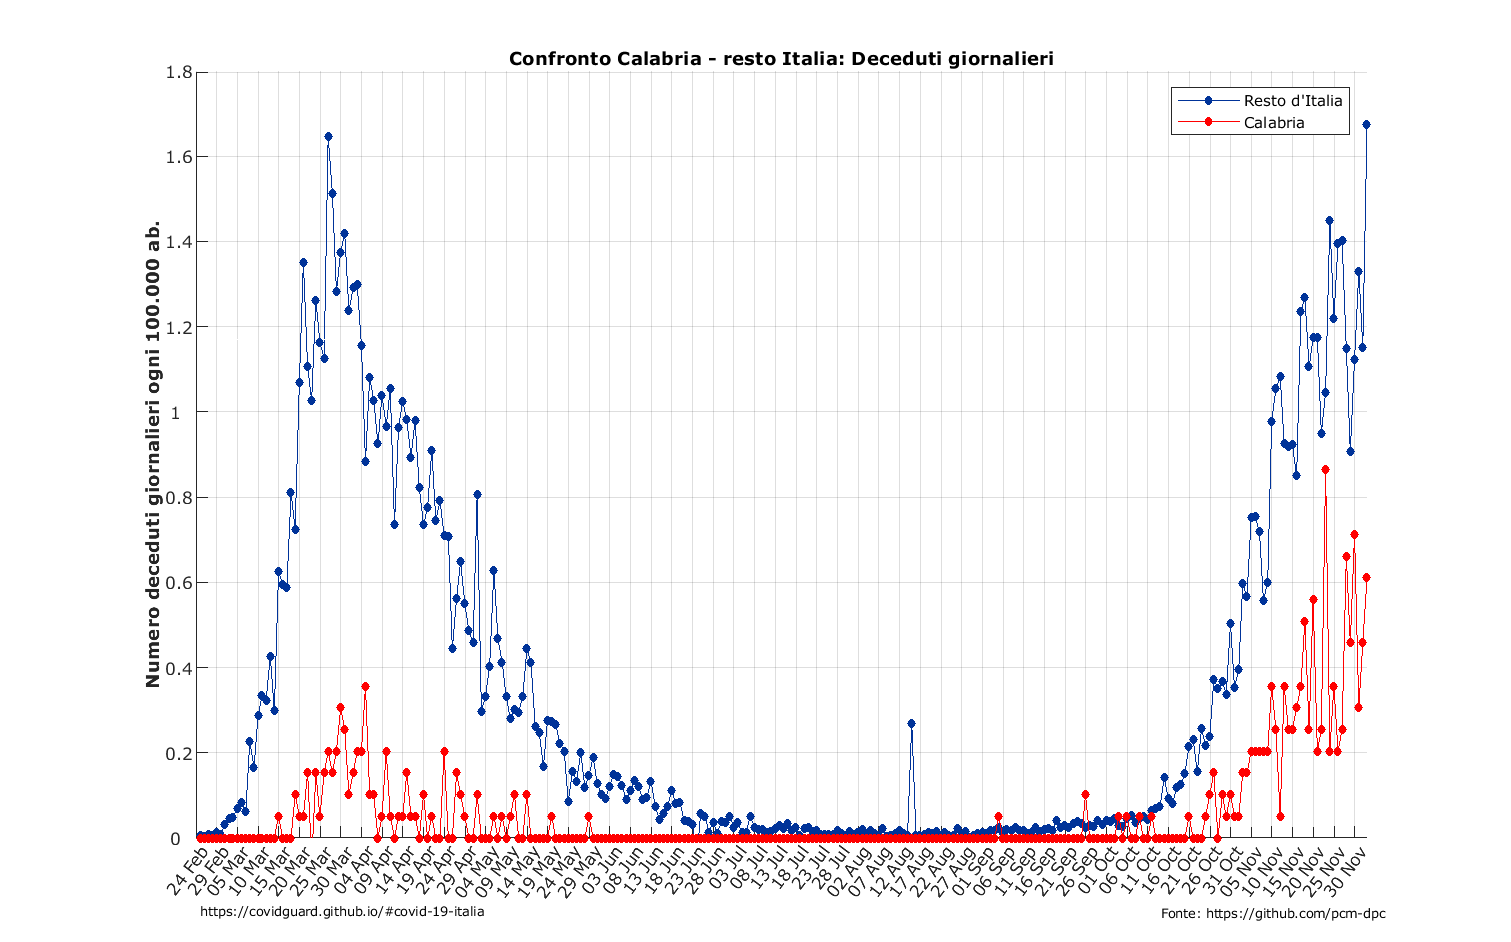 Confronto Calabria - resto Italia: Deceduti giornalieri
Resto d'Italia
Calabria
Numero deceduti giornalieri ogni 100.000 ab.
1.8
1.6
1.4
1.2
1
0.8
0.6
0.4
0.2
0
24 Feb
29 Feb
05 Mar
10 Mar
15 Mar
20 Mar
25 Mar
30 Mar
04 Apr
09 Apr
14 Apr
19 Apr
24 Apr
29 Apr
04 May
09 May
14 May
19 May
24 May
29 May
03 Jun
08 Jun
13 Jun
18 Jun
23 Jun
28 Jun
03 Jul
08 Jul
13 Jul
18 Jul
23 Jul
28 Jul
02 Aug
07 Aug
12 Aug
17 Aug
22 Aug
27 Aug
01 Sep
06 Sep
11 Sep
16 Sep
21 Sep
26 Sep
01 Oct
06 Oct
11 Oct
16 Oct
21 Oct
26 Oct
31 Oct
05 Nov
10 Nov
15 Nov
20 Nov
25 Nov
30 Nov
https://covidguard.github.io/#covid-19-italia
Fonte: https://github.com/pcm-dpc